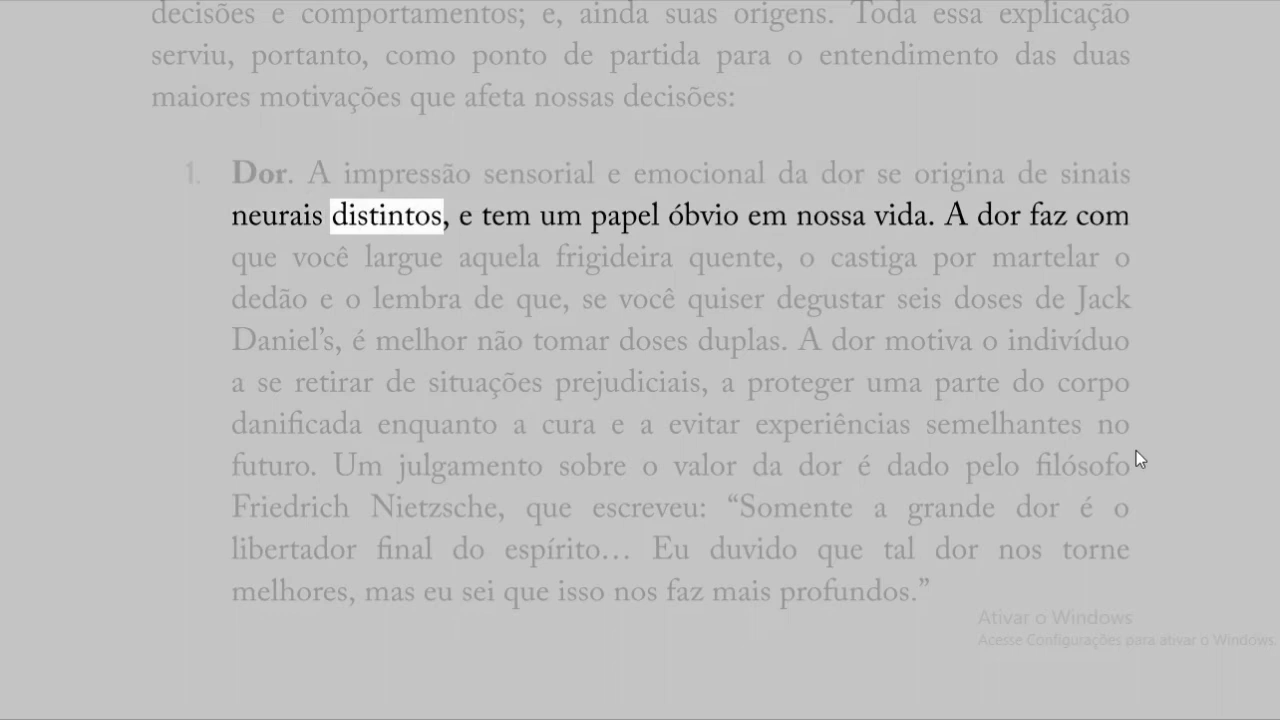 decisões e comportamentos; e, ainda suas origens. Toda essa explicação
serviu, portanto, como ponto de partida para o entendimento das duas
maiores motivações que afeta nossas decisões:
1. Dor. A impressão sensorial e emocional da dor se origina de sinais
neurais distintos, e tem um papel óbvio em nossa vida. A dor faz com
que você largue aquela frigideira quente, o castiga por martelar o
dedão e o lembra de que, se você quiser degustar seis doses de Jack
Daniel’s, é melhor não tomar doses duplas. A dor motiva o indivíduo
a se retirar de situações prejudiciais, a proteger uma parte do corpo
danificada enquanto a cura e a evitar experiências semelhantes no
futuro. Um julgamento sobre o valor da dor é dado pelo filósofo
Friedrich Nietzsche, que escreveu: “Somente a grande dor é o
libertador final do espírito… Eu duvido que tal dor nos torne
melhores, mas eu sei que isso nos faz mais profundos.”
Ativar o Windows
Acesse Configurações para ativar o Windows.